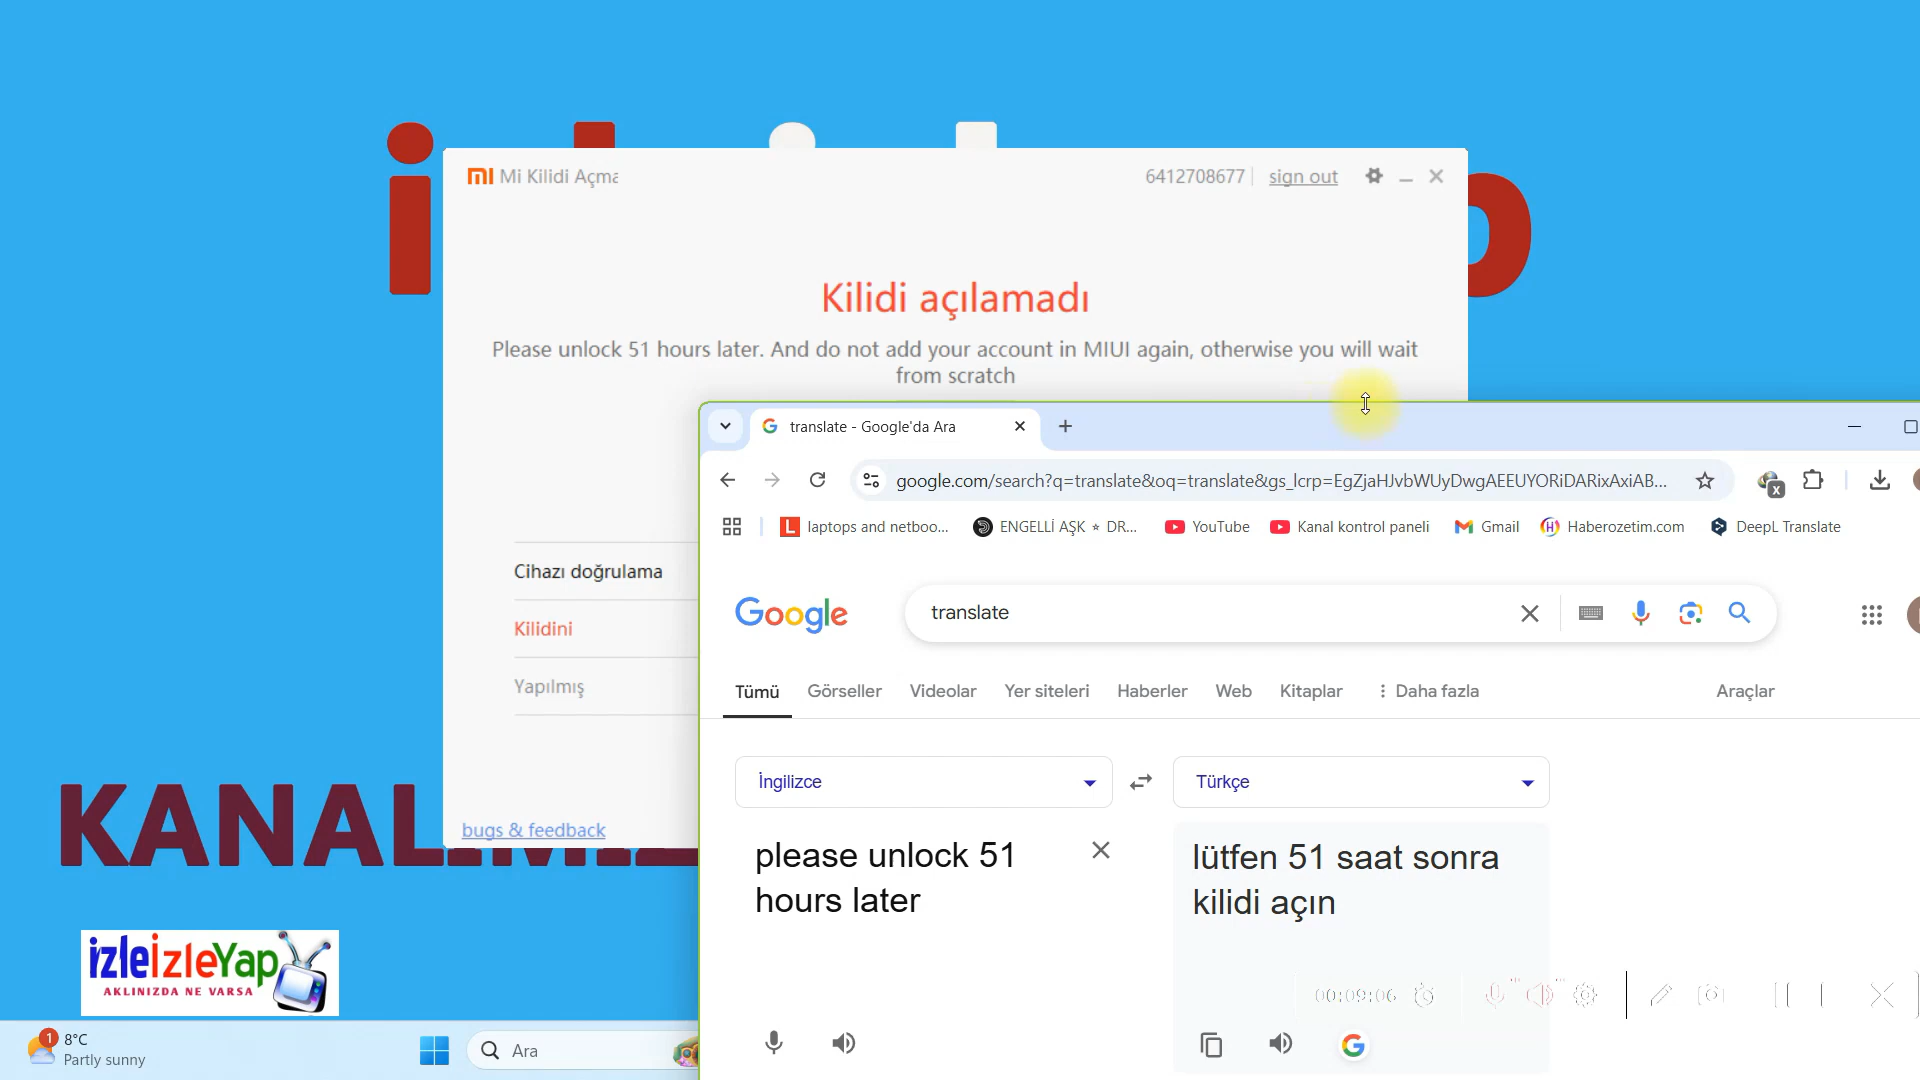 Mi Kilidi Açma
6412708677
sign out
Kilidi açılamadı
Please unlock 51 hours later. And do not add your account in MIUI again, otherwise you will wait
from scratch
Cihazı doğrulama
Kilidini
Yapılmış
bugs & feedback
translate - Google'da Ara
google.com/search?q=translate&oq=translate&gs_lcrp=EgZjaHJvbWUyDwgAEEUYORiDARixAxiAB...
laptops and netboo...
ENGELLİ AŞK ⭑ DR...
YouTube
Kanal kontrol paneli
Gmail
Haberozetim.com
DeepL Translate
Google
translate
Tümü
Görseller
Videolar
Yer siteleri
Haberler
Web
Kitaplar
Daha fazla
Araçlar
İngilizce
Türkçe
please unlock 51
hours later
lütfen 51 saat sonra
kilidi açın
00:09:06
izleizleYap
AKLINIZDA NE VARSA
1
8°C
Partly sunny
Ara